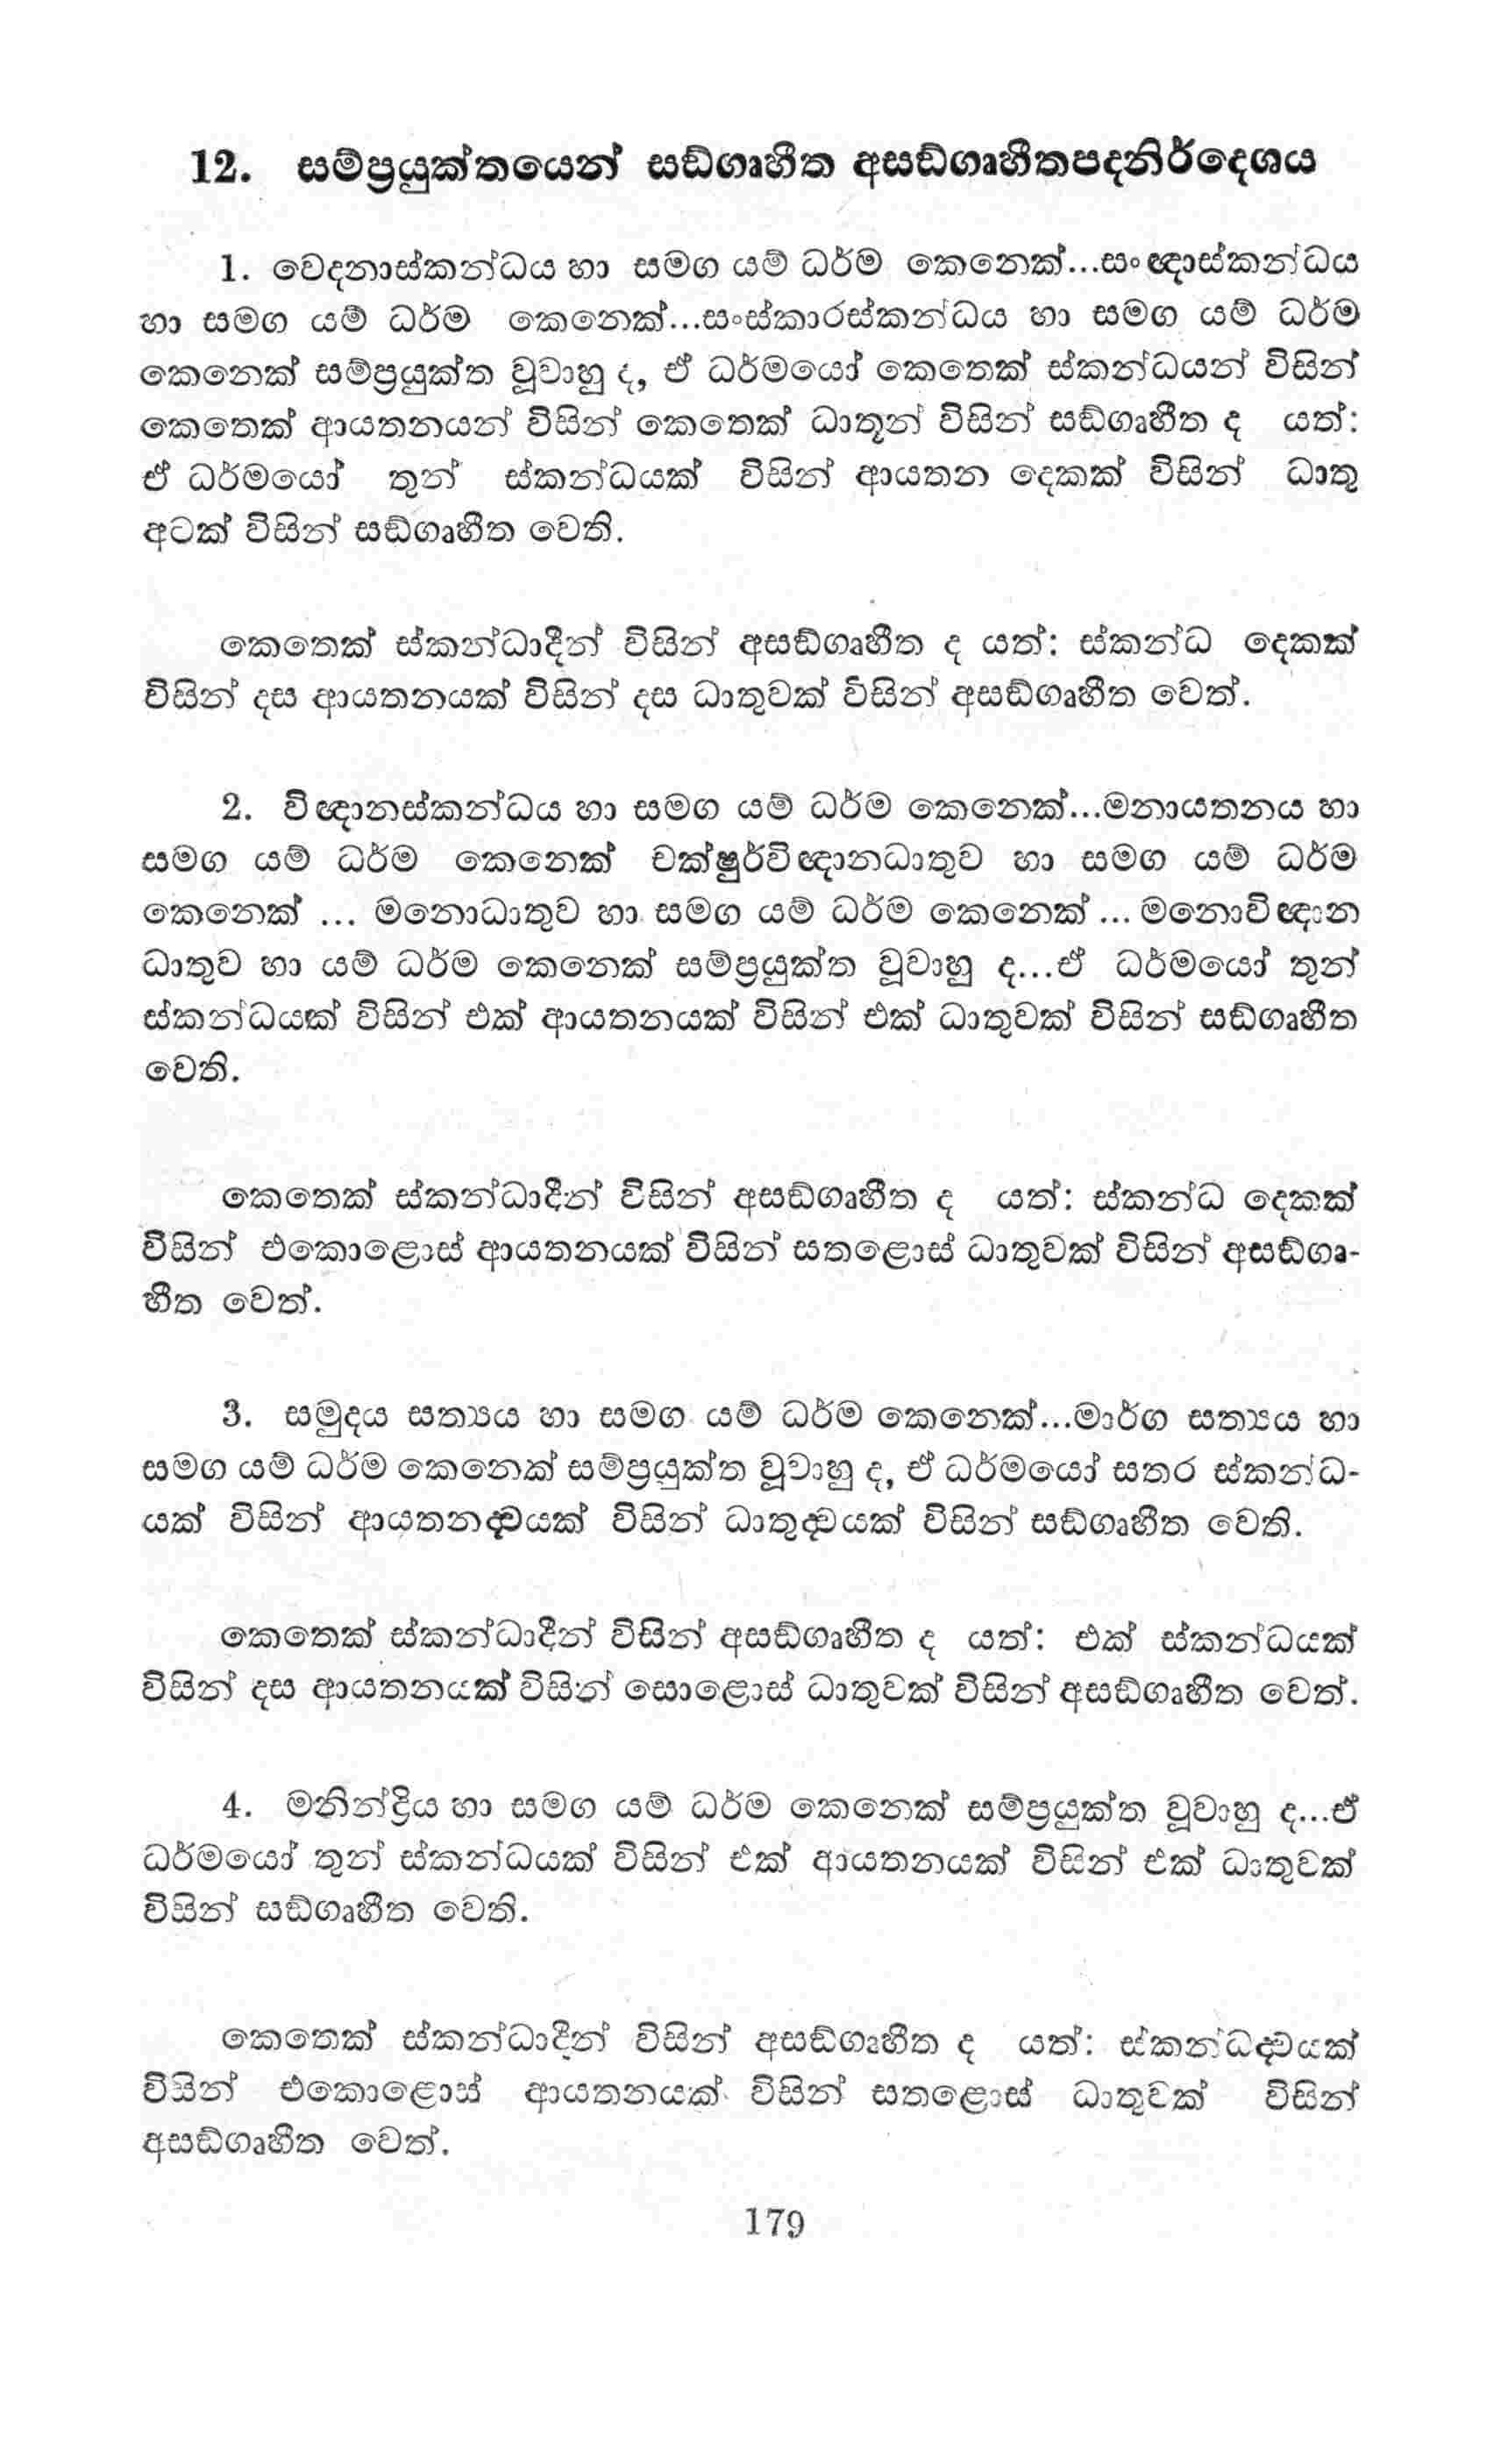 12. සම්ප්‍රයුක්තයෙන් සඞ්ගෘහීත අසඞ්ගෘහීතපදනිර්දෙශය
1. වෙදනාස්කන්ධය හා සමග යම් ධර්ම කෙනෙක්...සංඥාස්කන්ධය
හා සමග යම් ධර්ම කෙනෙක්...සංස්කාරස්කන්ධය හා සමග යම් ධර්ම
කෙනෙක් සම්ප්‍රයුක්ත වූවාහු ද, ඒ ධර්මයෝ කෙතෙක් ස්කන්ධයන් විසින්
කෙතෙක් ආයතනයන් විසින් කෙතෙක් ධාතූන් විසින් සඞ්ගෘහීත ද යත්:
ඒ ධර්මයෝ තුන් ස්කන්ධයක් විසින් ආයතන දෙකක් විසින් ධාතු
අටක් විසින් සඞ්ගෘහීත වෙති.
කෙතෙක් ස්කන්ධාදීන් විසින් අසඞ්ගෘහීත ද යත්: ස්කන්ධ දෙකක්
විසින් දස ආයතනයක් විසින් දස ධාතුවක් විසින් අසඞ්ගෘහීත වෙත්.
2. විඥානස්කන්ධය හා සමග යම් ධර්ම කෙනෙක්...මනායතනය හා
සමග යම් ධර්ම කෙනෙක් චක්ෂුර්විඥානධාතුව හා සමග යම් ධර්ම
කෙනෙක් ... මනොධාතුව හා සමග යම් ධර්ම කෙනෙක් ... මනොවිඥාන
ධාතුව හා යම් ධර්ම කෙනෙක් සම්ප්‍රයුක්ත වූවාහු ද...ඒ ධර්මයෝ තුන්
ස්කන්ධයක් විසින් එක් ආයතනයක් විසින් එක් ධාතුවක් විසින් සඞ්ගෘහීත
වෙති.
කෙතෙක් ස්කන්ධාදීන් විසින් අසඞ්ගෘහීත ද යත්: ස්කන්ධ දෙකක්
විසින් එකොළොස් ආයතනයක් විසින් සතළොස් ධාතුවක් විසින් අසඞ්ගෘ-
හීත වෙත්.
3. සමුදය සත්‍යය හා සමග යම් ධර්ම කෙනෙක්...මාර්ග සත්‍යය හා
සමග යම් ධර්ම කෙනෙක් සම්ප්‍රයුක්ත වූවාහු ද, ඒ ධර්මයෝ සතර ස්කන්ධ-
යක් විසින් ආයතනද්‍වයක් විසින් ධාතුද්‍වයක් විසින් සඞ්ගෘහීත වෙති.
කෙතෙක් ස්කන්ධාදීන් විසින් අසඞ්ගෘහීත ද යත්: එක් ස්කන්ධයක්
විසින් දස ආයතනයක් විසින් සොළොස් ධාතුවක් විසින් අසඞ්ගෘහීත වෙත්.
4. මනින්ද්‍රිය හා සමග යම් ධර්ම කෙනෙක් සම්ප්‍රයුක්ත වූවාහු ද...ඒ
ධර්මයෝ තුන් ස්කන්ධයක් විසින් එක් ආයතනයක් විසින් එක් ධාතුවක්
විසින් සඞ්ගෘහීත වෙති.
කෙතෙක් ස්කන්ධාදීන් විසින් අසඞ්ගෘහීත ද යත්: ස්කන්ධද්‍වයක්
විසින් එකොළොස් ආයතනයක් විසින් සතළොස් ධාතුවක් විසින්
අසඞ්ගෘහීත වෙත්.
179